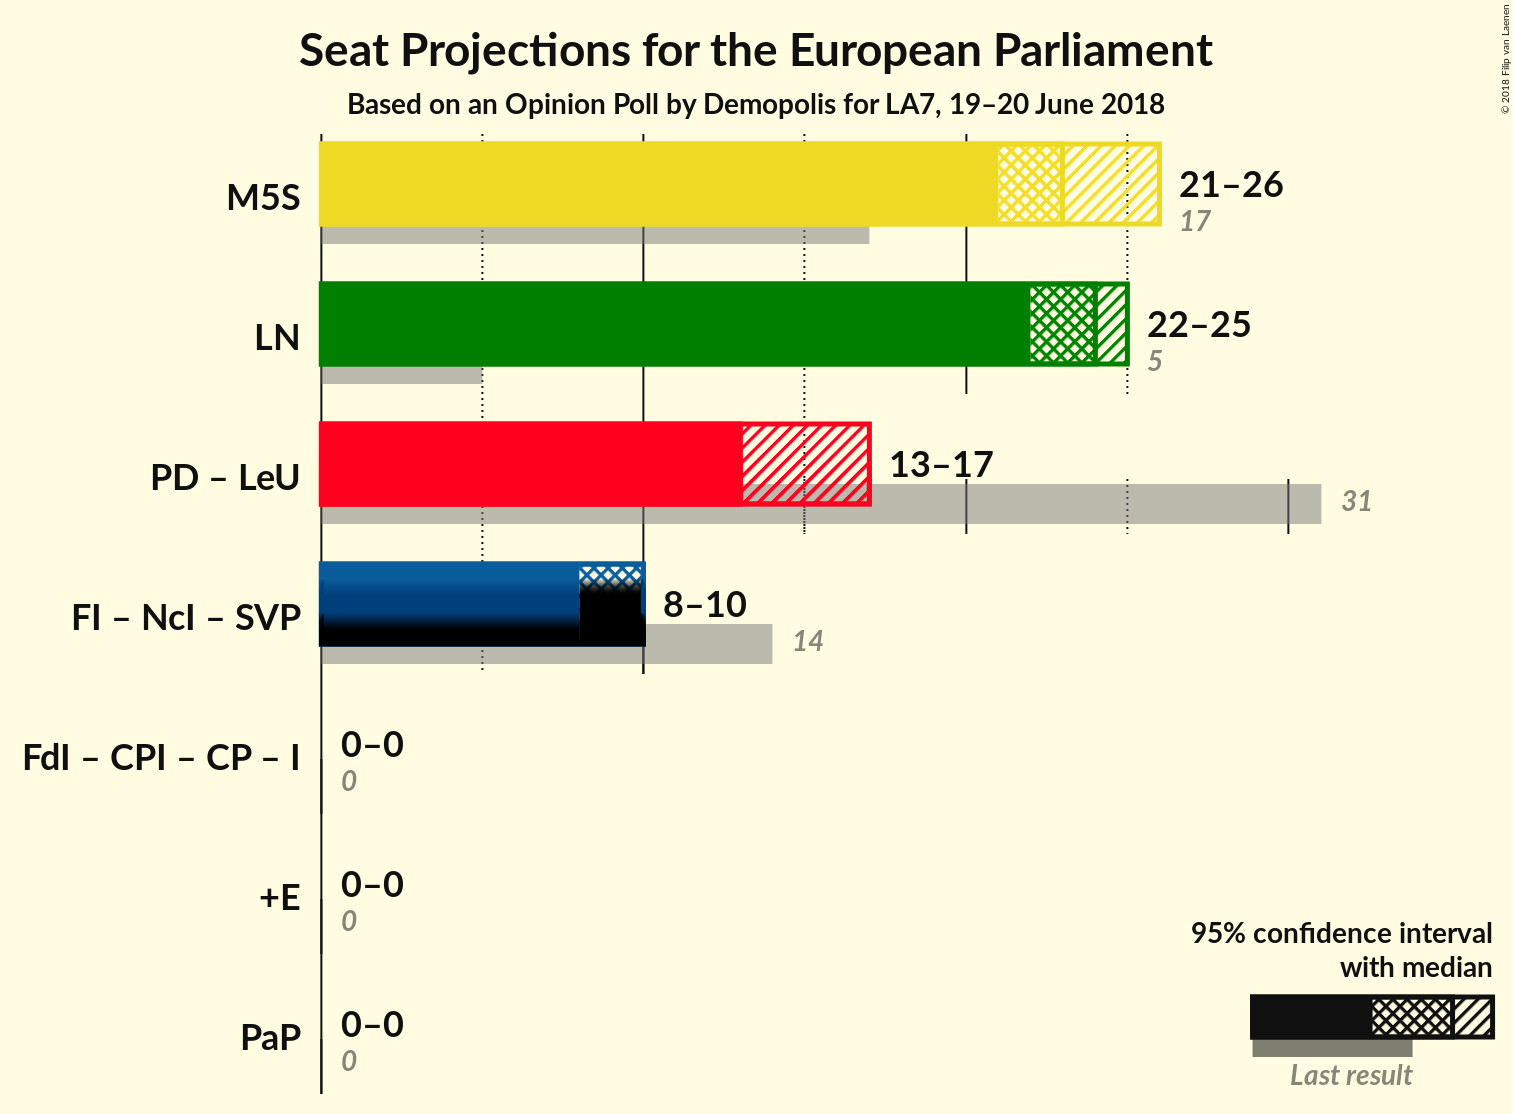 Seat Projections for the European Parliament
Based on an Opinion Poll by Demopolis for LA7, 19–20 June 2018
© 2018 Filip van Laenen
M5S
21–26
17
LN
22–25
5
PD – LeU
13–17
31
FI – NcI – SVP
8–10
14
FdI – CPI – CP – I
0–0
0
+E
0–0
0
PaP
0–0
0
95% confidence interval
with median
Last result